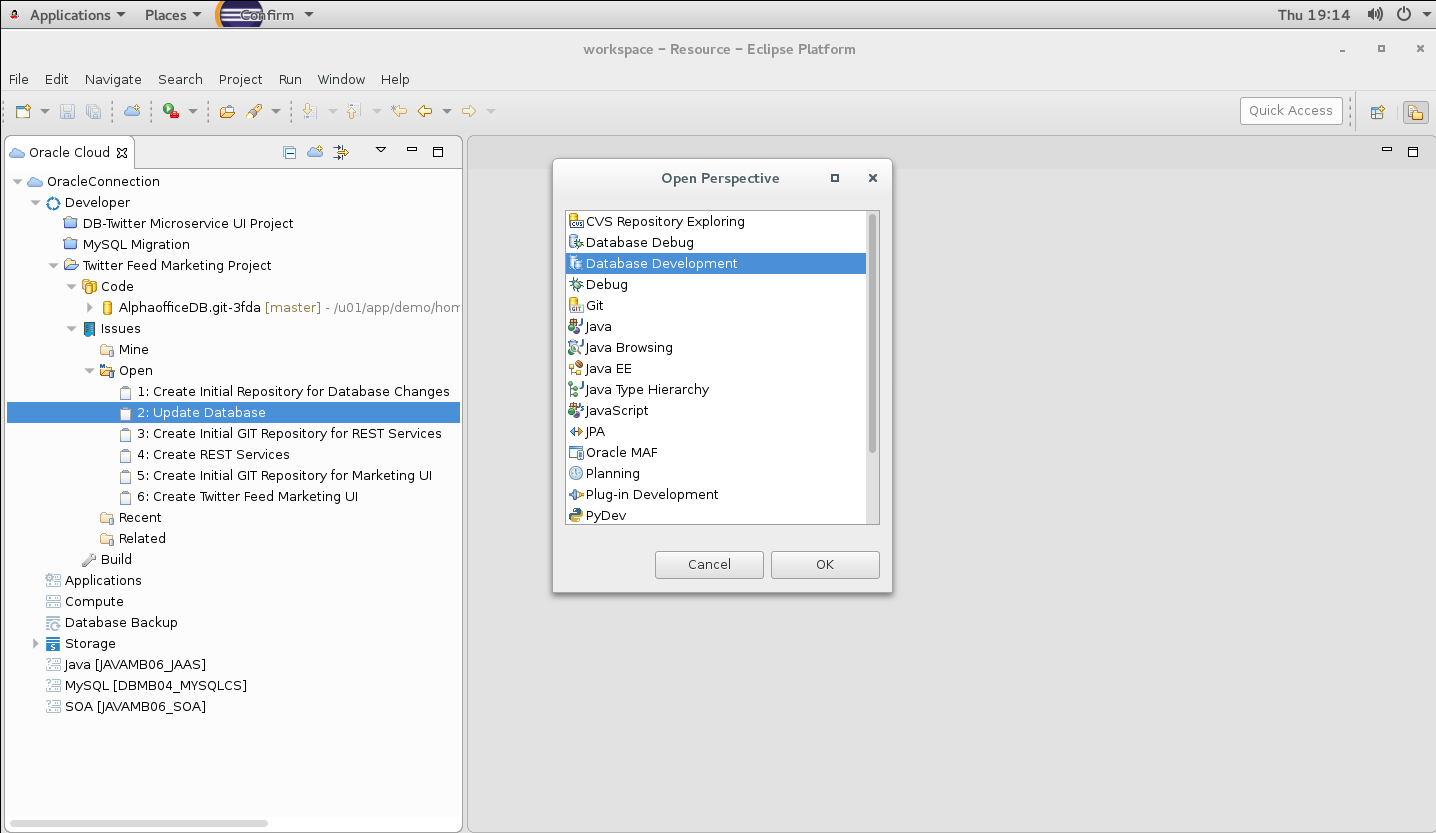 Applications Places Confirm Thu 19:14
workspace – Resource – Eclipse Platform
File Edit Navigate Search Project Run Window Help
Quick Access
Oracle Cloud
OracleConnection
Developer
DB-Twitter Microservice UI Project
MySQL Migration
Twitter Feed Marketing Project
Code
AlphaofficeDB.git-3fda [master] - /u01/app/demo/hom
Issues
Mine
Open
1: Create Initial Repository for Database Changes
2: Update Database
3: Create Initial GIT Repository for REST Services
4: Create REST Services
5: Create Initial GIT Repository for Marketing UI
6: Create Twitter Feed Marketing UI
Recent
Related
Build
Applications
Compute
Database Backup
Storage
Java [JAVAMB06_JAAS]
MySQL [DBMB04_MYSQLCS]
SOA [JAVAMB06_SOA]
Open Perspective
CVS Repository Exploring
Database Debug
Database Development
Debug
Git
Java
Java Browsing
Java EE
Java Type Hierarchy
JavaScript
JPA
Oracle MAF
Planning
Plug-in Development
PyDev
Cancel OK